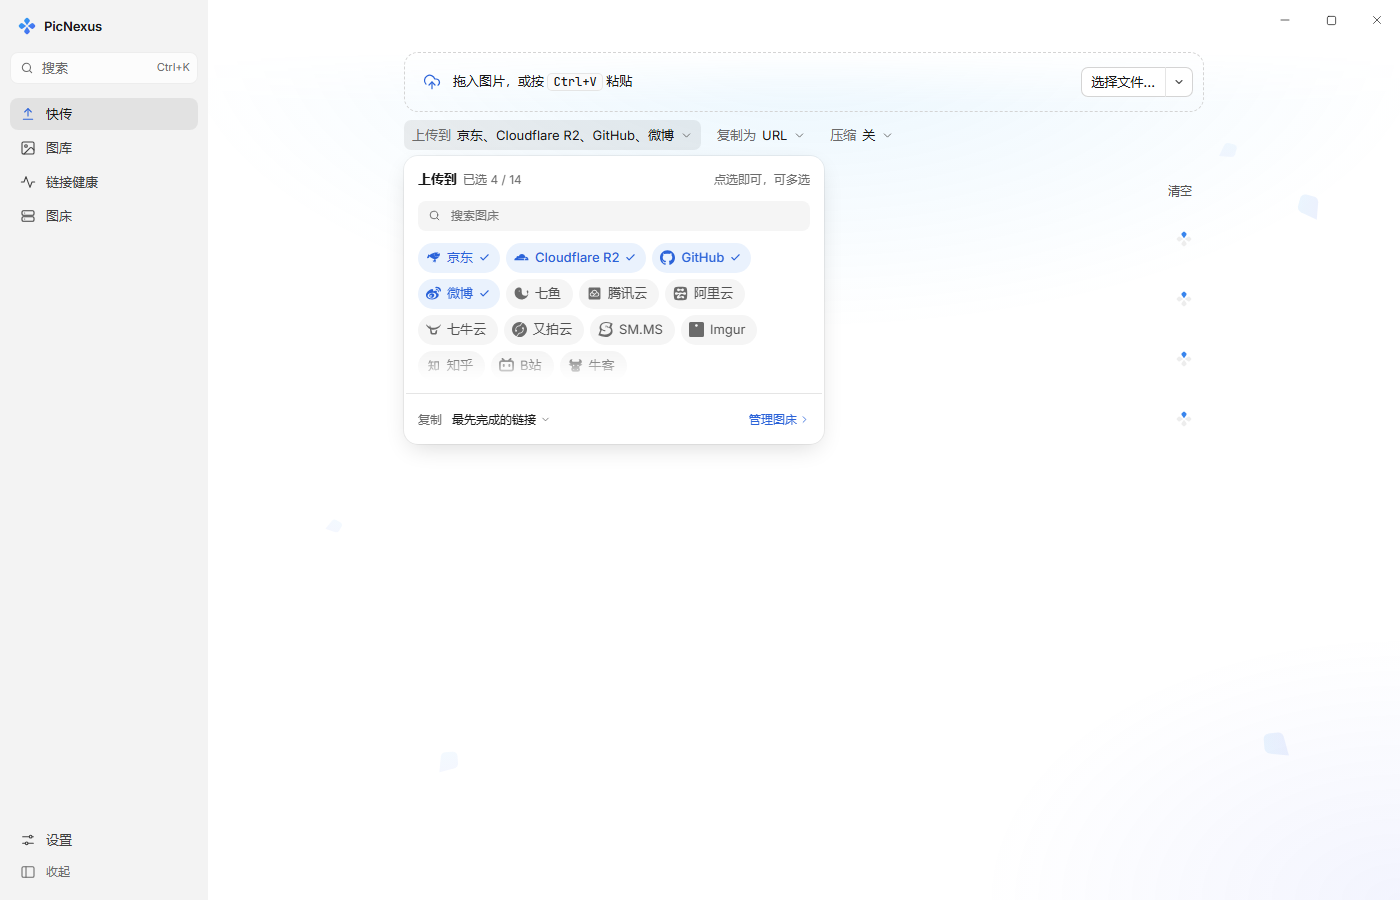 PicNexus
搜索 Ctrl+K
快传
图库
链接健康
图床
设置
收起
拖入图片，或按 Ctrl+V 粘贴
选择文件...
上传到 京东、Cloudflare R2、GitHub、微博
复制为 URL
压缩 关
上传到 已选 4 / 14
点选即可，可多选
搜索图床
京东 Cloudflare R2 GitHub
微博 七鱼 腾讯云 阿里云
七牛云 又拍云 SM.MS Imgur
知 知乎 B站 牛客
复制 最先完成的链接
管理图床
清空